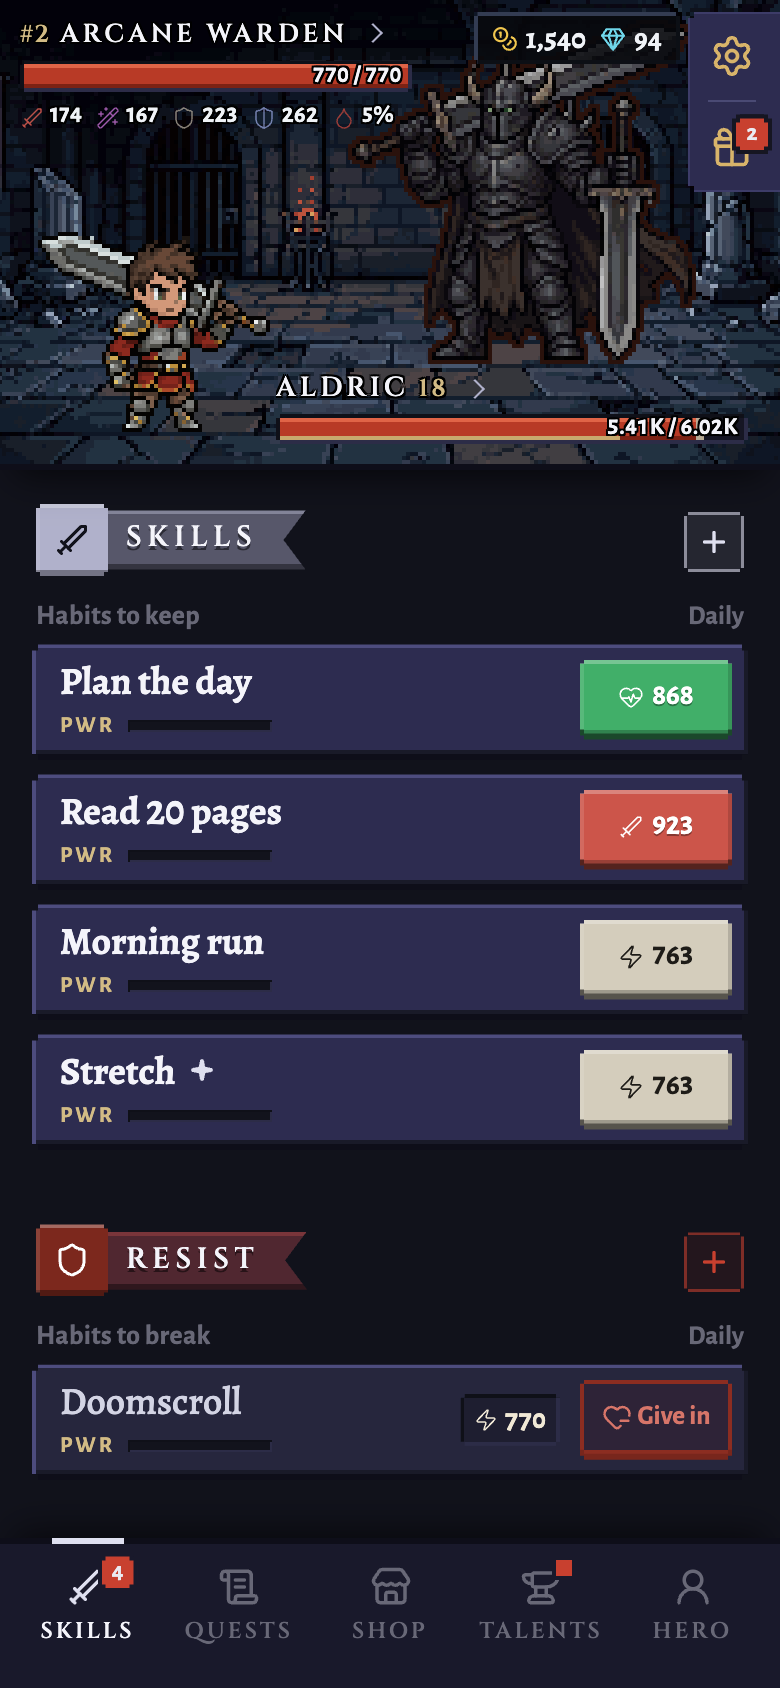 #2 ARCANE WARDEN
1,540 94
770/770
174 167 223 262 5%
2
ALDRIC 18
5.41K/6.02K
SKILLS
Habits to keep Daily
Plan the day
PWR
868
Read 20 pages
PWR
923
Morning run
PWR
763
Stretch
PWR
763
RESIST
Habits to break Daily
Doomscroll
PWR
770
Give in
4
SKILLS QUESTS SHOP TALENTS HERO